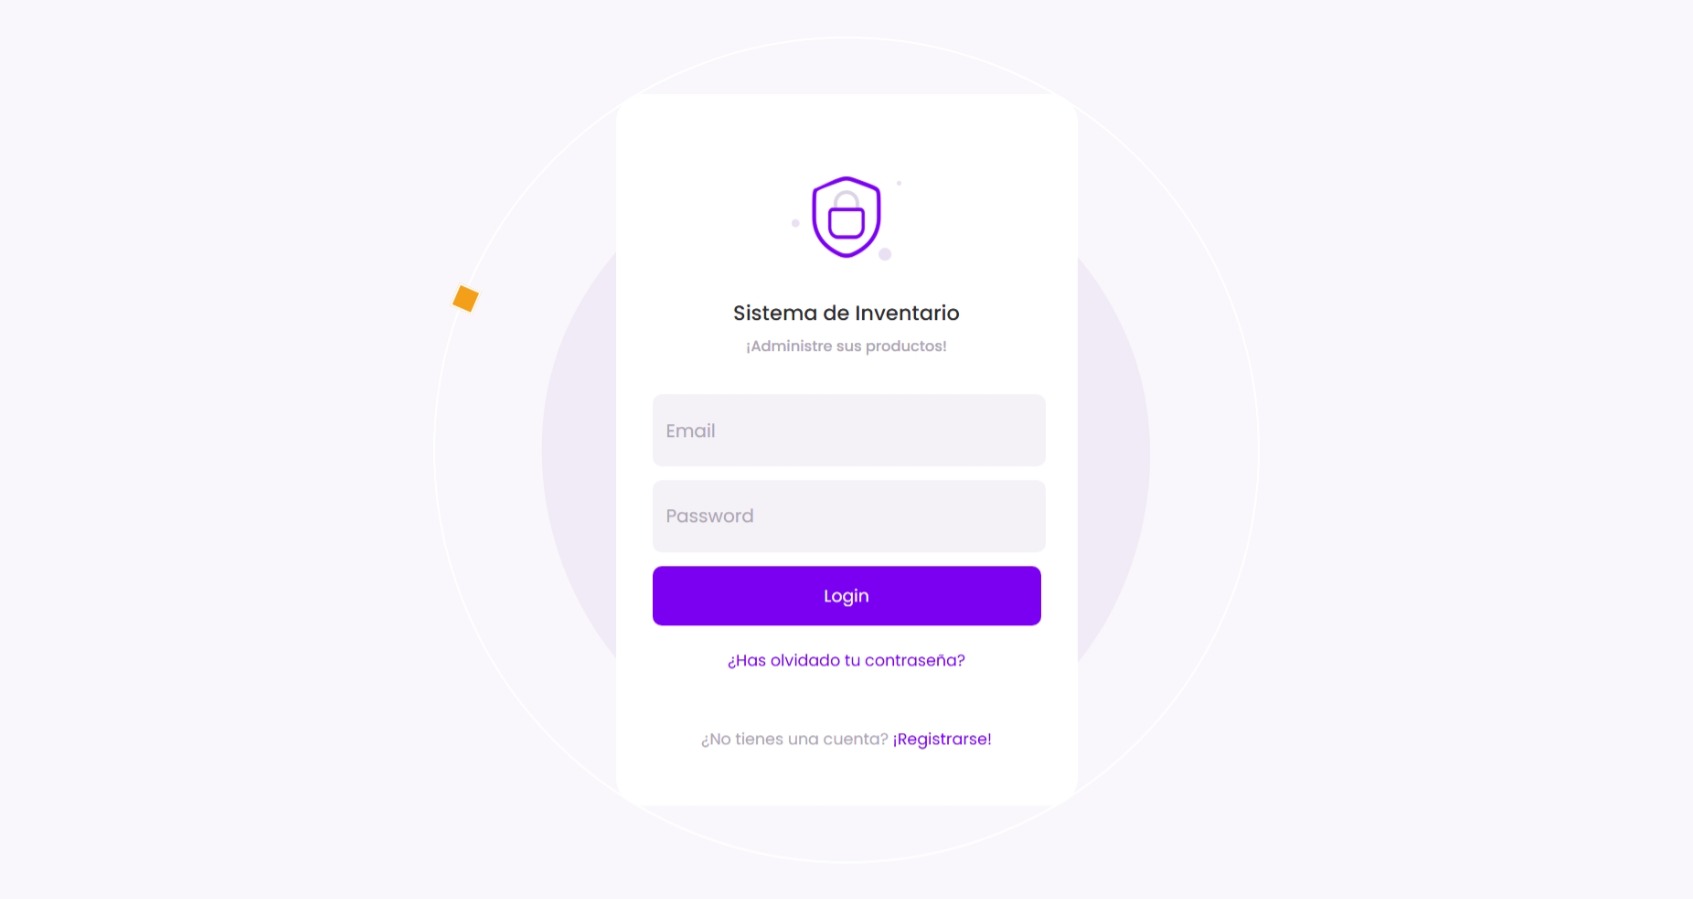 Sistema de Inventario
¡Administre sus productos!
Email
Password
Login
¿Has olvidado tu contraseña?
¿No tienes una cuenta? ¡Registrarse!